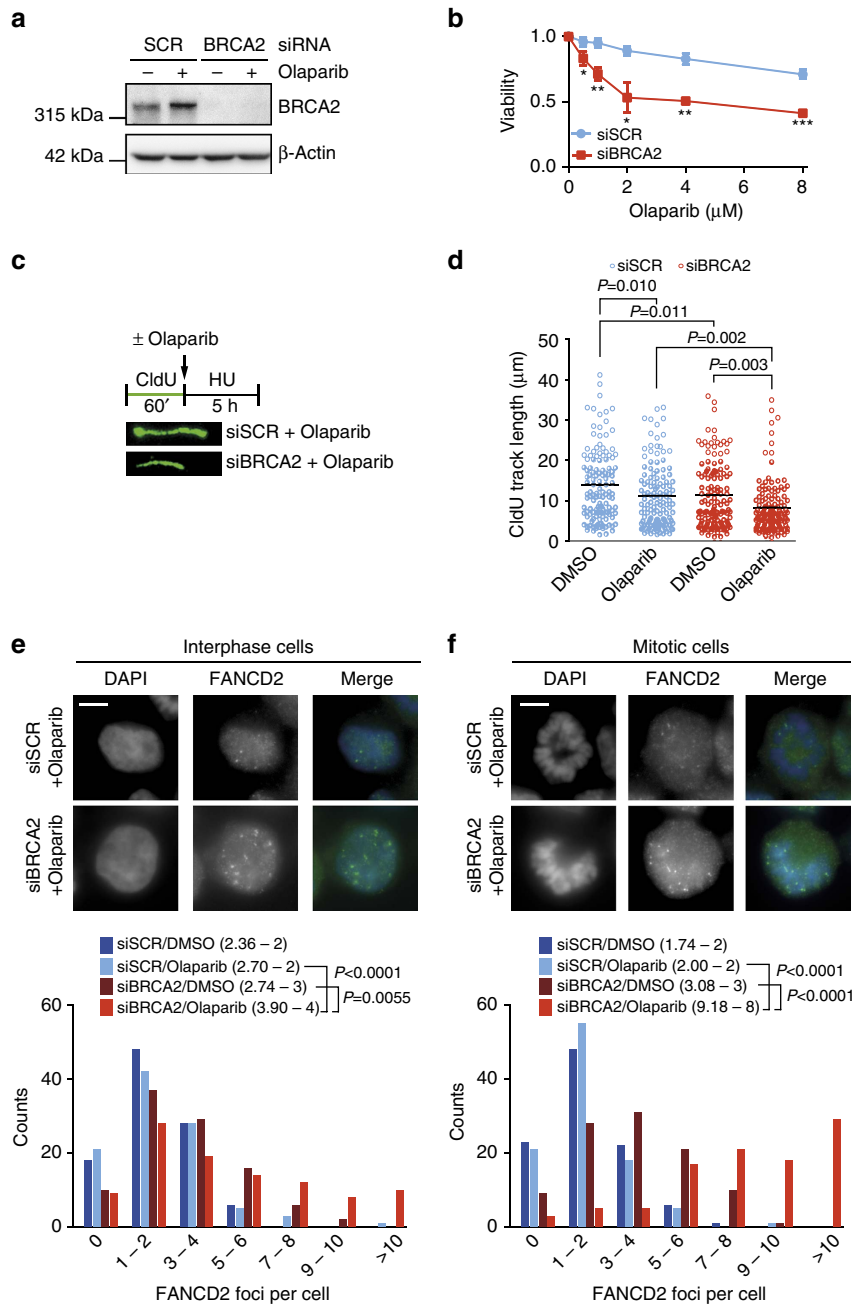 a
SCR BRCA2 siRNA
– + – + Olaparib
315 kDa BRCA2
42 kDa β-Actin
b
1.0
0.5
0.0
Viability
* ** * ** ***
siSCR
siBRCA2
0 2 4 6 8
Olaparib (μM)
c
± Olaparib
CldU HU
60′ 5 h
siSCR + Olaparib
siBRCA2 + Olaparib
d
siSCR siBRCA2
P=0.010
P=0.011
P=0.002
P=0.003
50
40
30
20
10
0
CldU track length (μm)
DMSO Olaparib DMSO Olaparib
e
Interphase cells
DAPI FANCD2 Merge
siSCR
+Olaparib
siBRCA2
+Olaparib
siSCR/DMSO (2.36 – 2)
siSCR/Olaparib (2.70 – 2)
siBRCA2/DMSO (2.74 – 3)
siBRCA2/Olaparib (3.90 – 4)
P<0.0001
P=0.0055
60
40
20
0
Counts
0 1 – 2 3 – 4 5 – 6 7 – 8 9 – 10 >10
FANCD2 foci per cell
f
Mitotic cells
DAPI FANCD2 Merge
siSCR
+Olaparib
siBRCA2
+Olaparib
siSCR/DMSO (1.74 – 2)
siSCR/Olaparib (2.00 – 2)
siBRCA2/DMSO (3.08 – 3)
siBRCA2/Olaparib (9.18 – 8)
P<0.0001
P<0.0001
60
40
20
0
Counts
0 1 – 2 3 – 4 5 – 6 7 – 8 9 – 10 >10
FANCD2 foci per cell